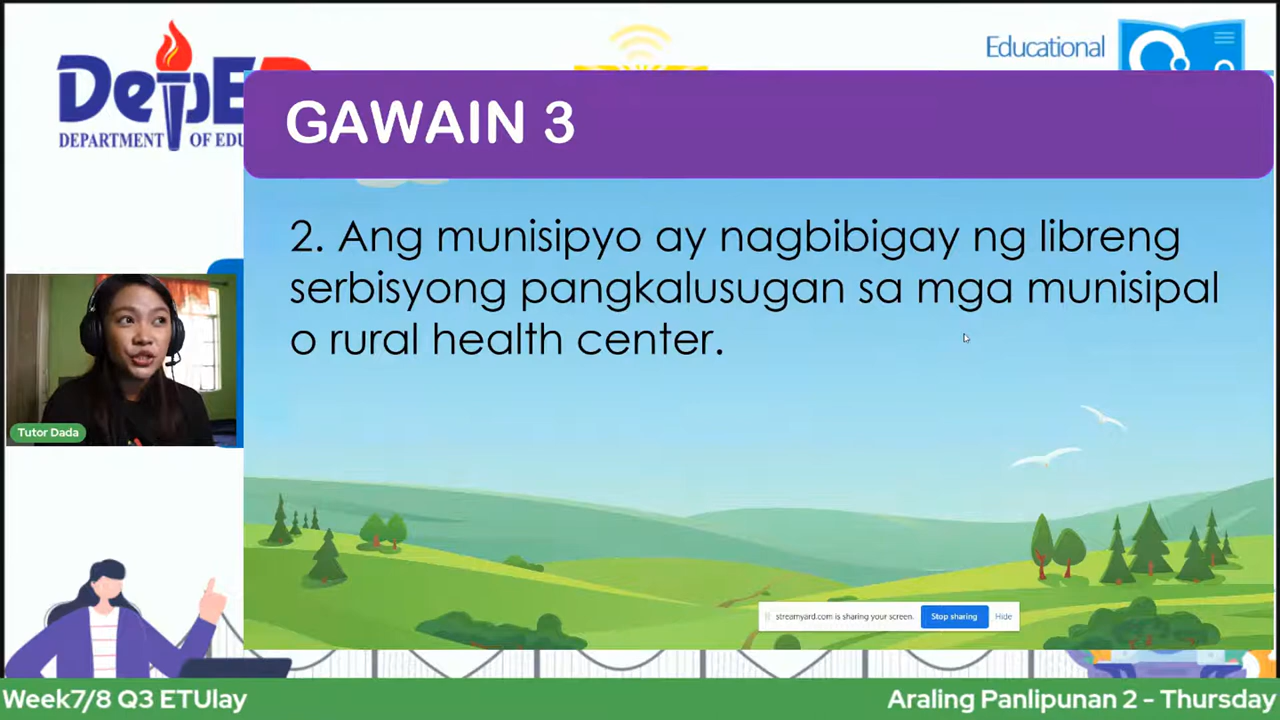 DepED
DEPARTMENT OF EDU
Educational
GAWAIN 3
2. Ang munisipyo ay nagbibigay ng libreng
serbisyong pangkalusugan sa mga munisipal
o rural health center.
Tutor Dada
streamyard.com is sharing your screen.
Stop sharing
Hide
Week7/8 Q3 ETUlay
Araling Panlipunan 2 - Thursday